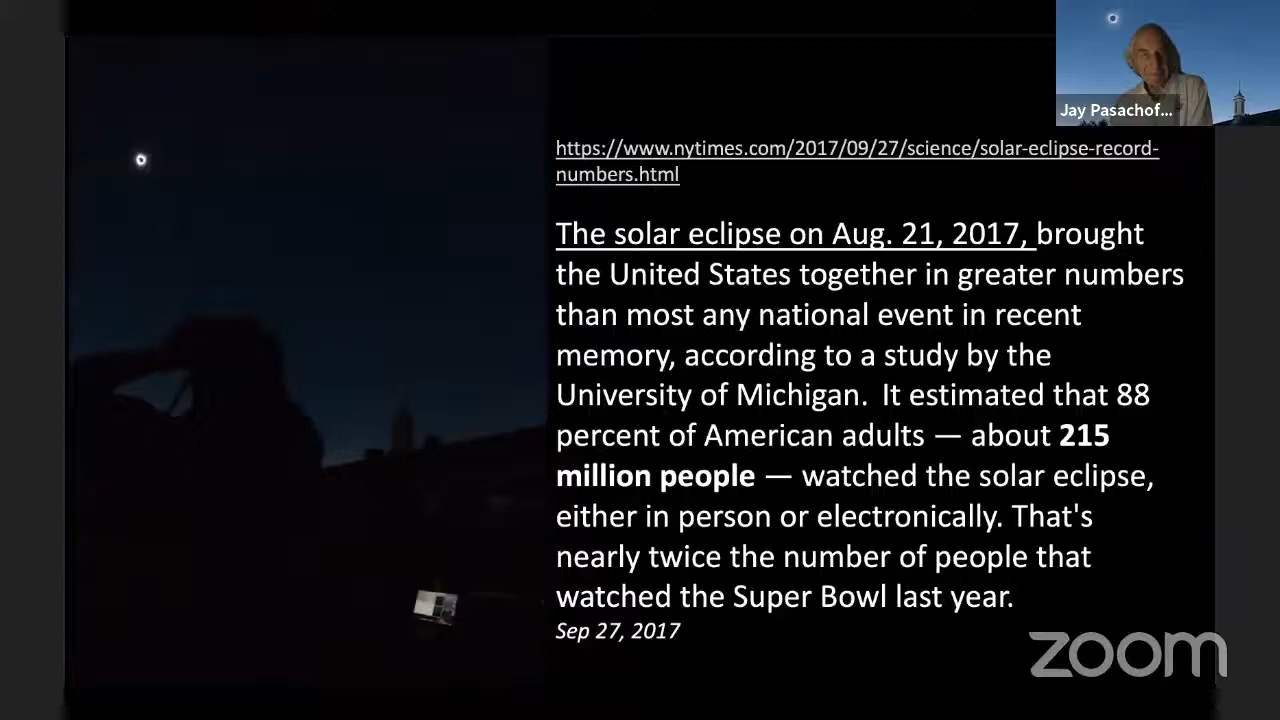 Jay Pasachof...
https://www.nytimes.com/2017/09/27/science/solar-eclipse-record-
numbers.html
The solar eclipse on Aug. 21, 2017, brought
the United States together in greater numbers
than most any national event in recent
memory, according to a study by the
University of Michigan.  It estimated that 88
percent of American adults — about 215
million people — watched the solar eclipse,
either in person or electronically. That's
nearly twice the number of people that
watched the Super Bowl last year.
Sep 27, 2017
zoom